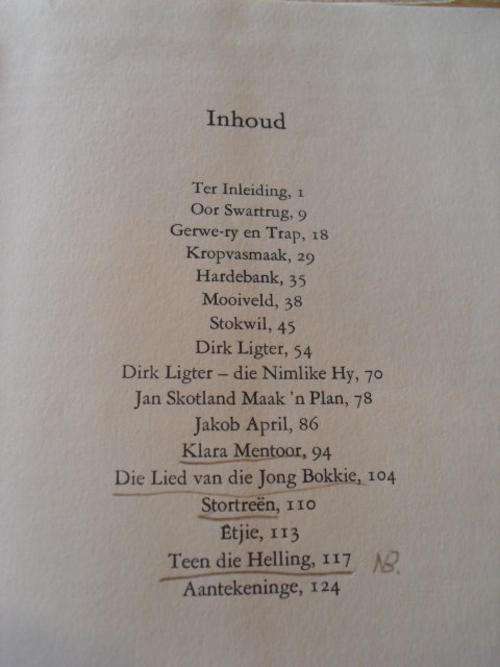 Inhoud
Ter Inleiding, 1
Oor Swartrug, 9
Gerwe-ry en Trap, 18
Kropvasmaak, 29
Hardebank, 35
Mooiveld, 38
Stokwil, 45
Dirk Ligter, 54
Dirk Ligter – die Nimlike Hy, 70
Jan Skotland Maak 'n Plan, 78
Jakob April, 86
Klara Mentoor, 94
Die Lied van die Jong Bokkie, 104
Stortreën, 110
Êtjie, 113
Teen die Helling, 117 NB.
Aantekeninge, 124